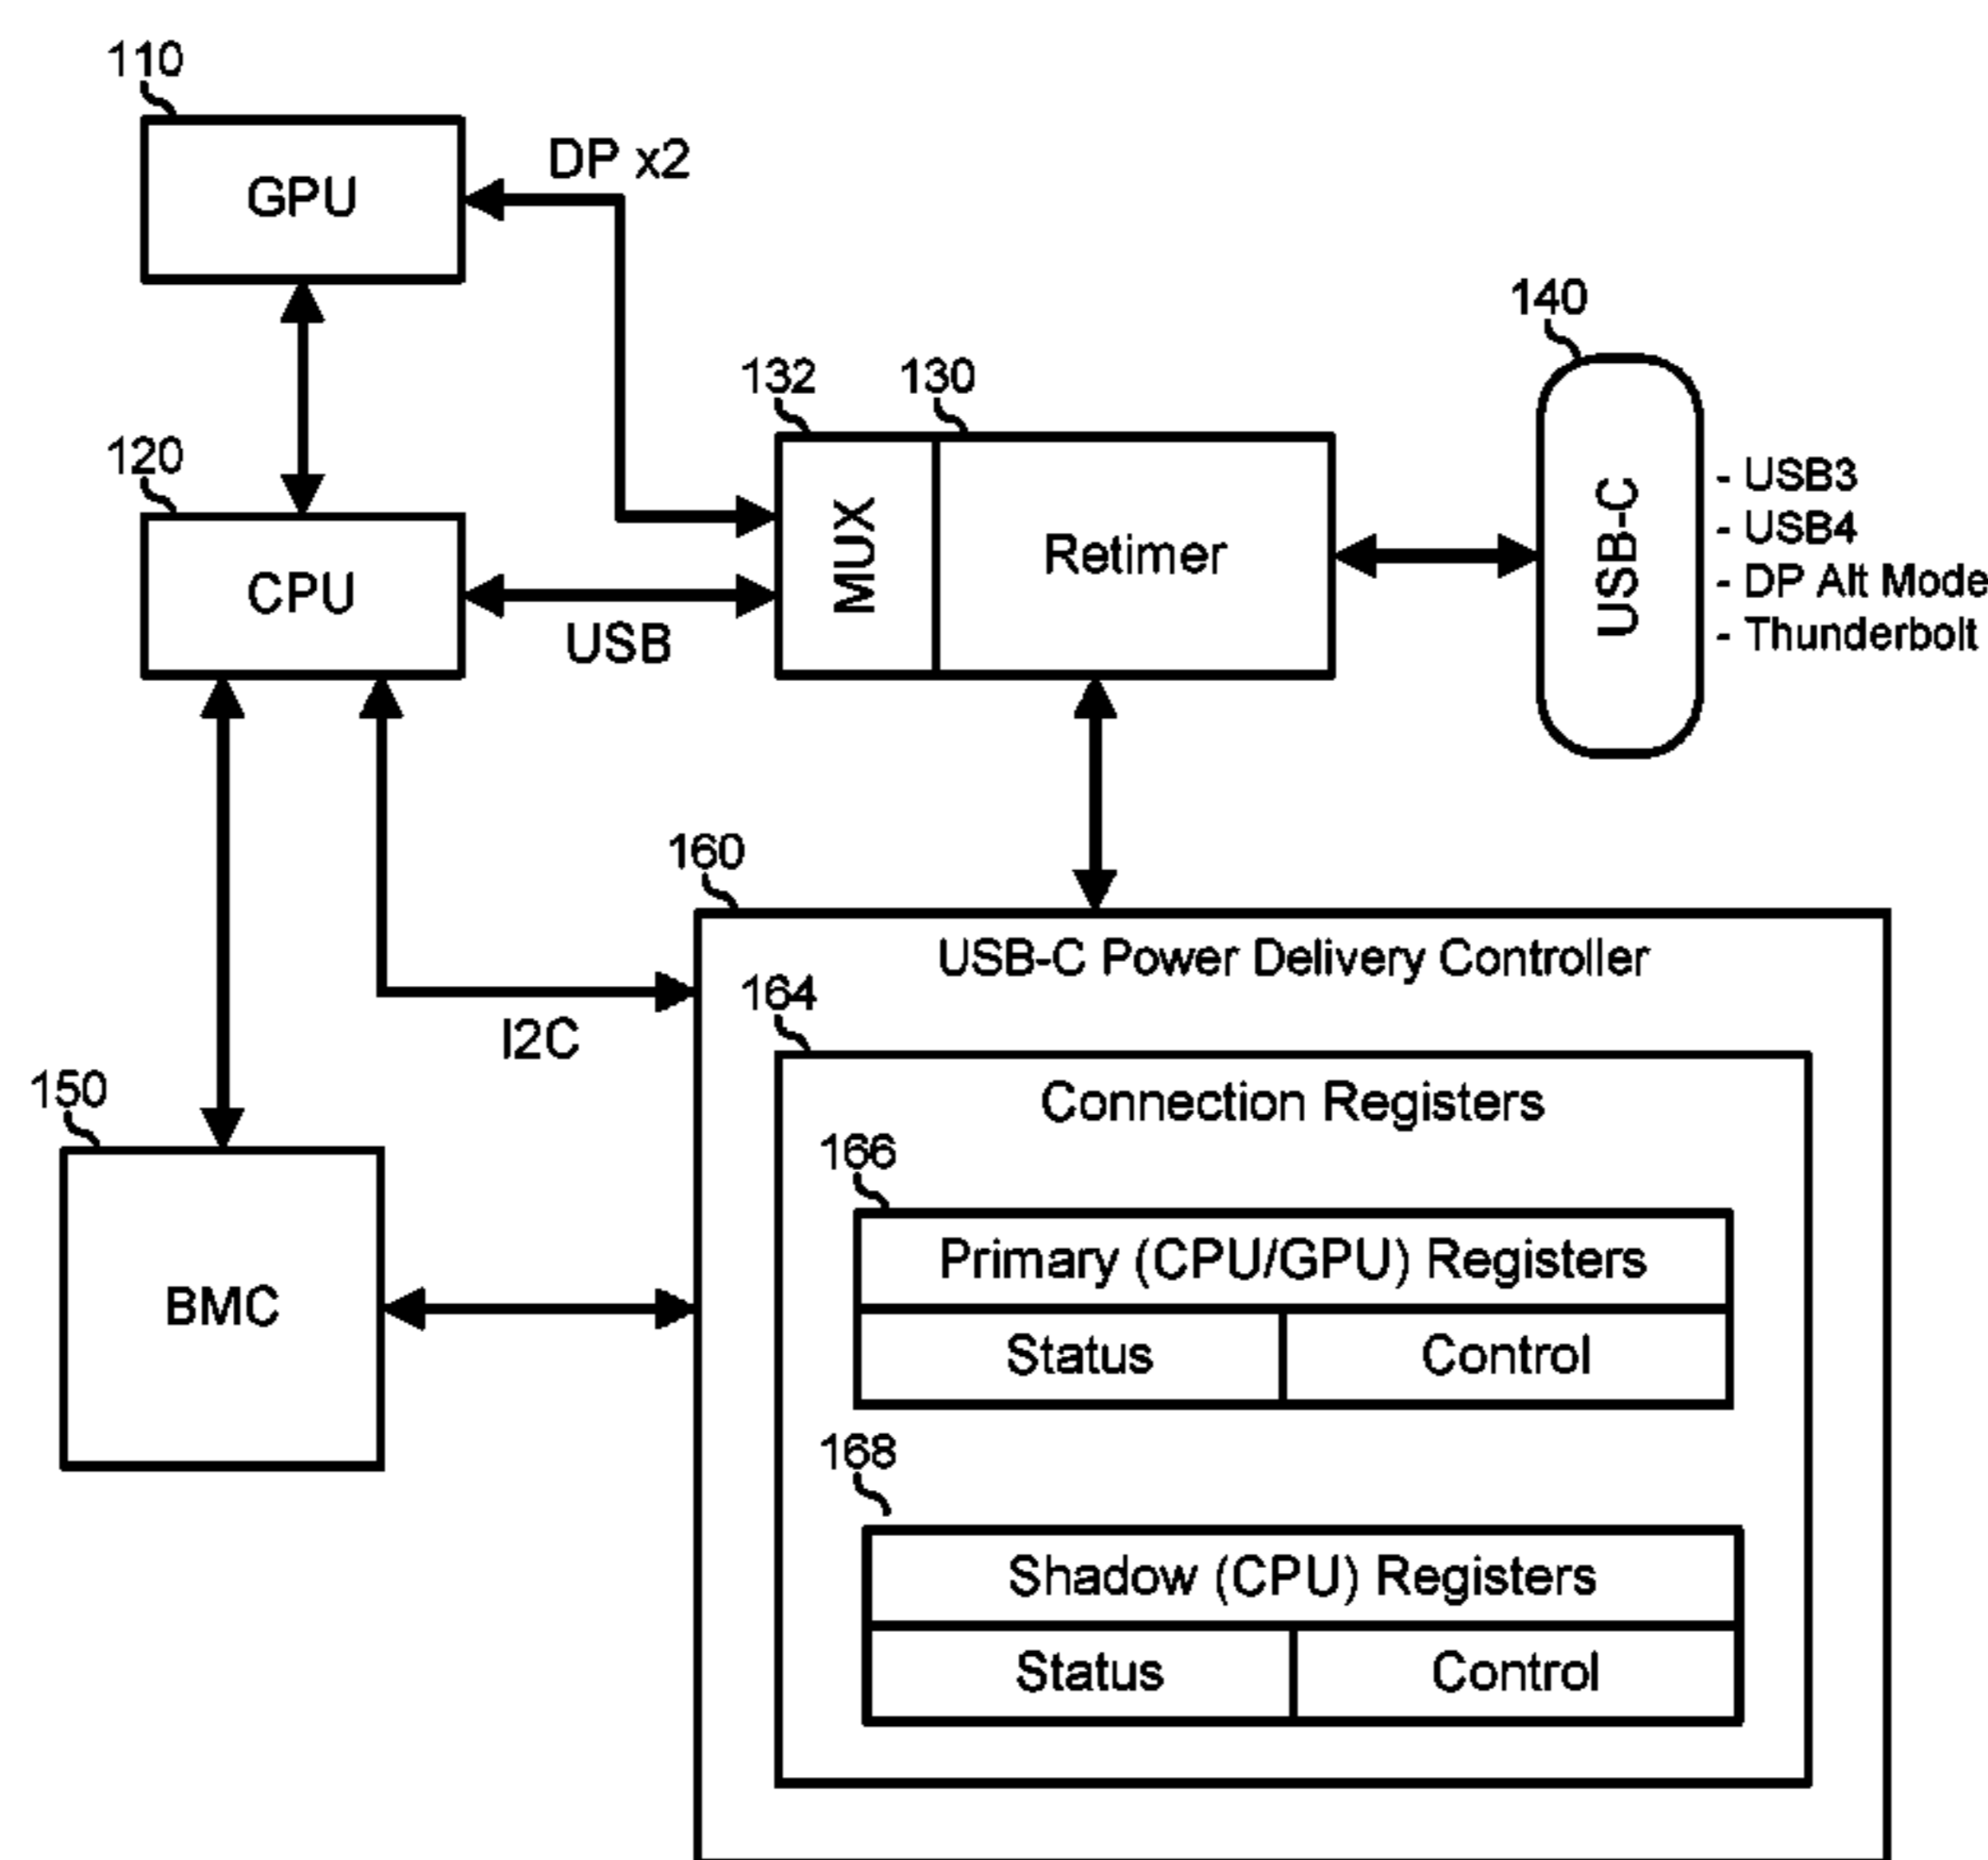 110
GPU
DP x2
120
CPU
USB
132
130
MUX
Retimer
140
USB-C
- USB3
- USB4
- DP Alt Mode
- Thunderbolt
I2C
150
BMC
160
USB-C Power Delivery Controller
164
Connection Registers
166
Primary (CPU/GPU) Registers
Status
Control
168
Shadow (CPU) Registers
Status
Control